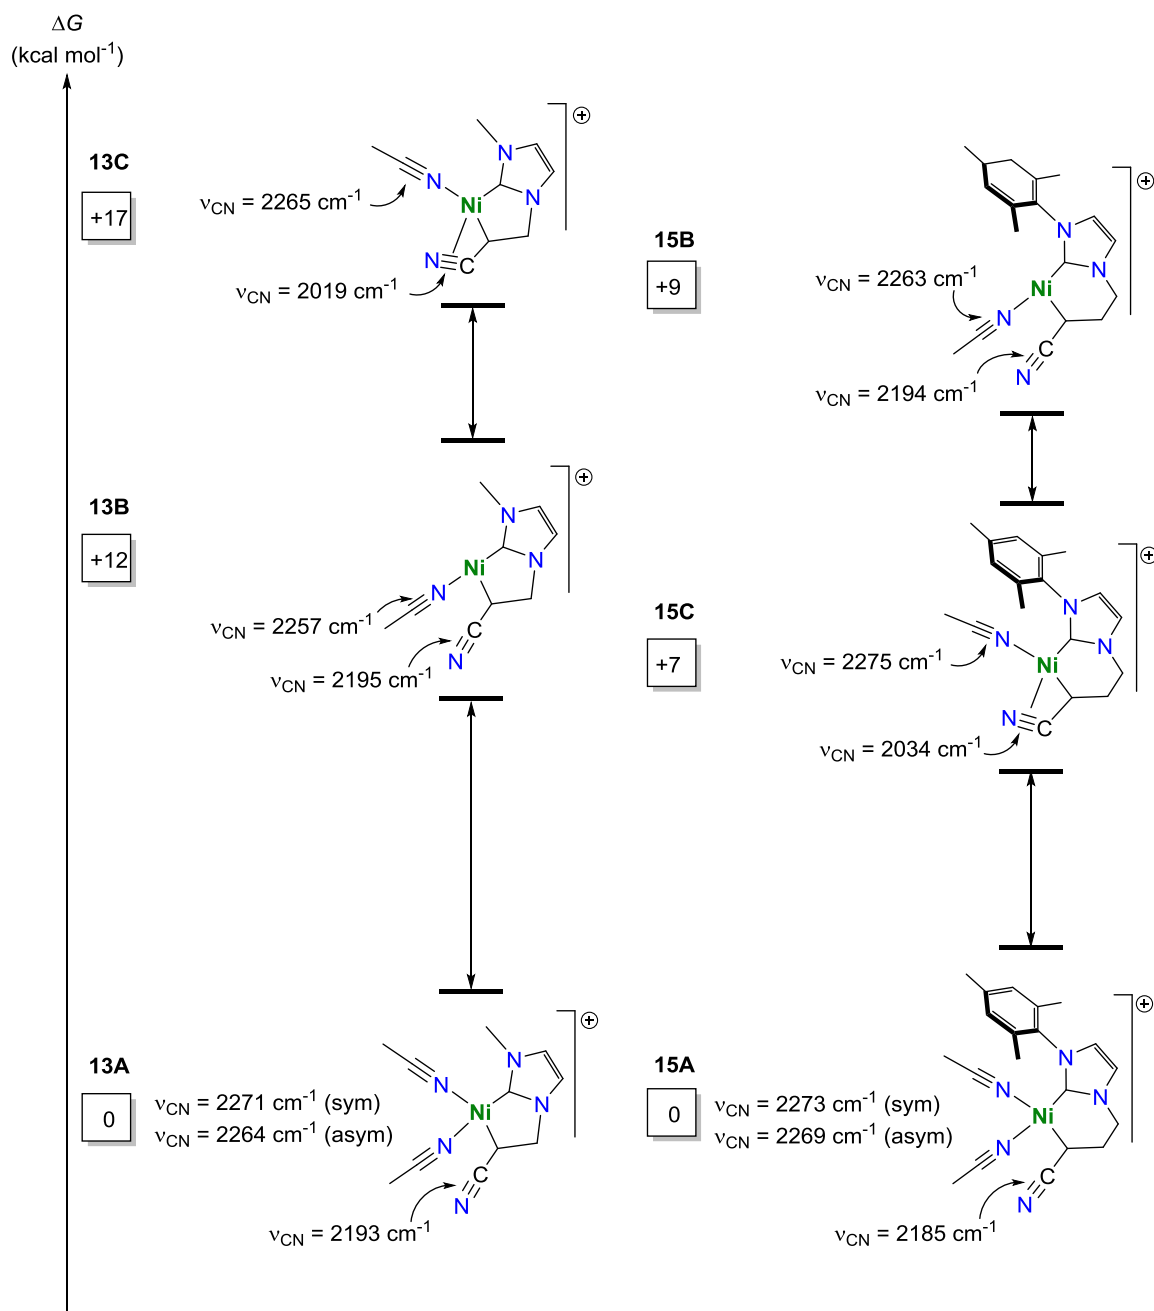 ΔG
(kcal mol⁻¹)
13C
+17
νCN = 2265 cm⁻¹
N
Ni
N
N
N
C
νCN = 2019 cm⁻¹
⊕
15B
+9
νCN = 2263 cm⁻¹
N
N
Ni
N
C
N
νCN = 2194 cm⁻¹
⊕
13B
+12
N
N
Ni
N
νCN = 2257 cm⁻¹
C
N
νCN = 2195 cm⁻¹
⊕
15C
+7
N
N
N
Ni
νCN = 2275 cm⁻¹
N
C
νCN = 2034 cm⁻¹
⊕
13A
0
νCN = 2271 cm⁻¹ (sym)
νCN = 2264 cm⁻¹ (asym)
N
N
N
Ni
N
C
N
νCN = 2193 cm⁻¹
⊕
15A
0
νCN = 2273 cm⁻¹ (sym)
νCN = 2269 cm⁻¹ (asym)
N
N
N
Ni
N
C
N
νCN = 2185 cm⁻¹
⊕